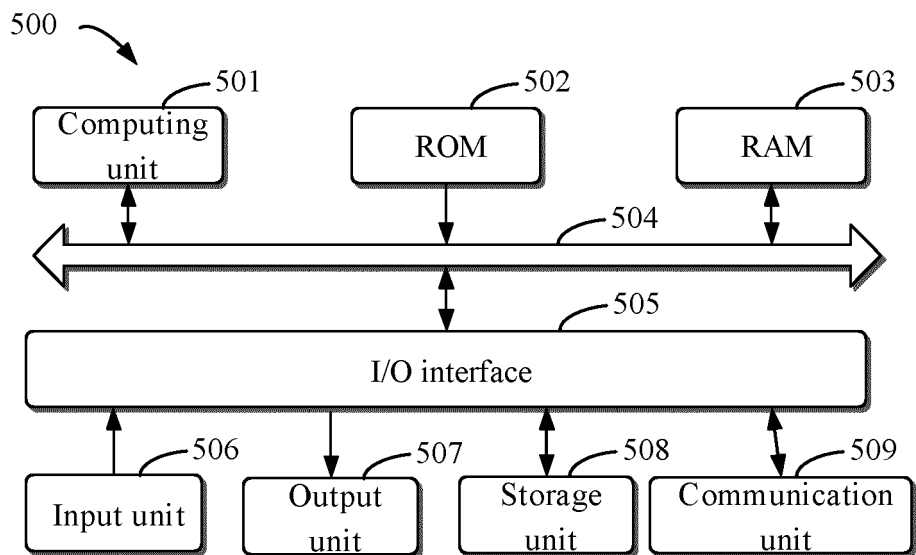 500
501
502
503
Computing
unit
ROM
RAM
504
505
I/O interface
506
507
508
509
Input unit
Output
unit
Storage
unit
Communication
unit